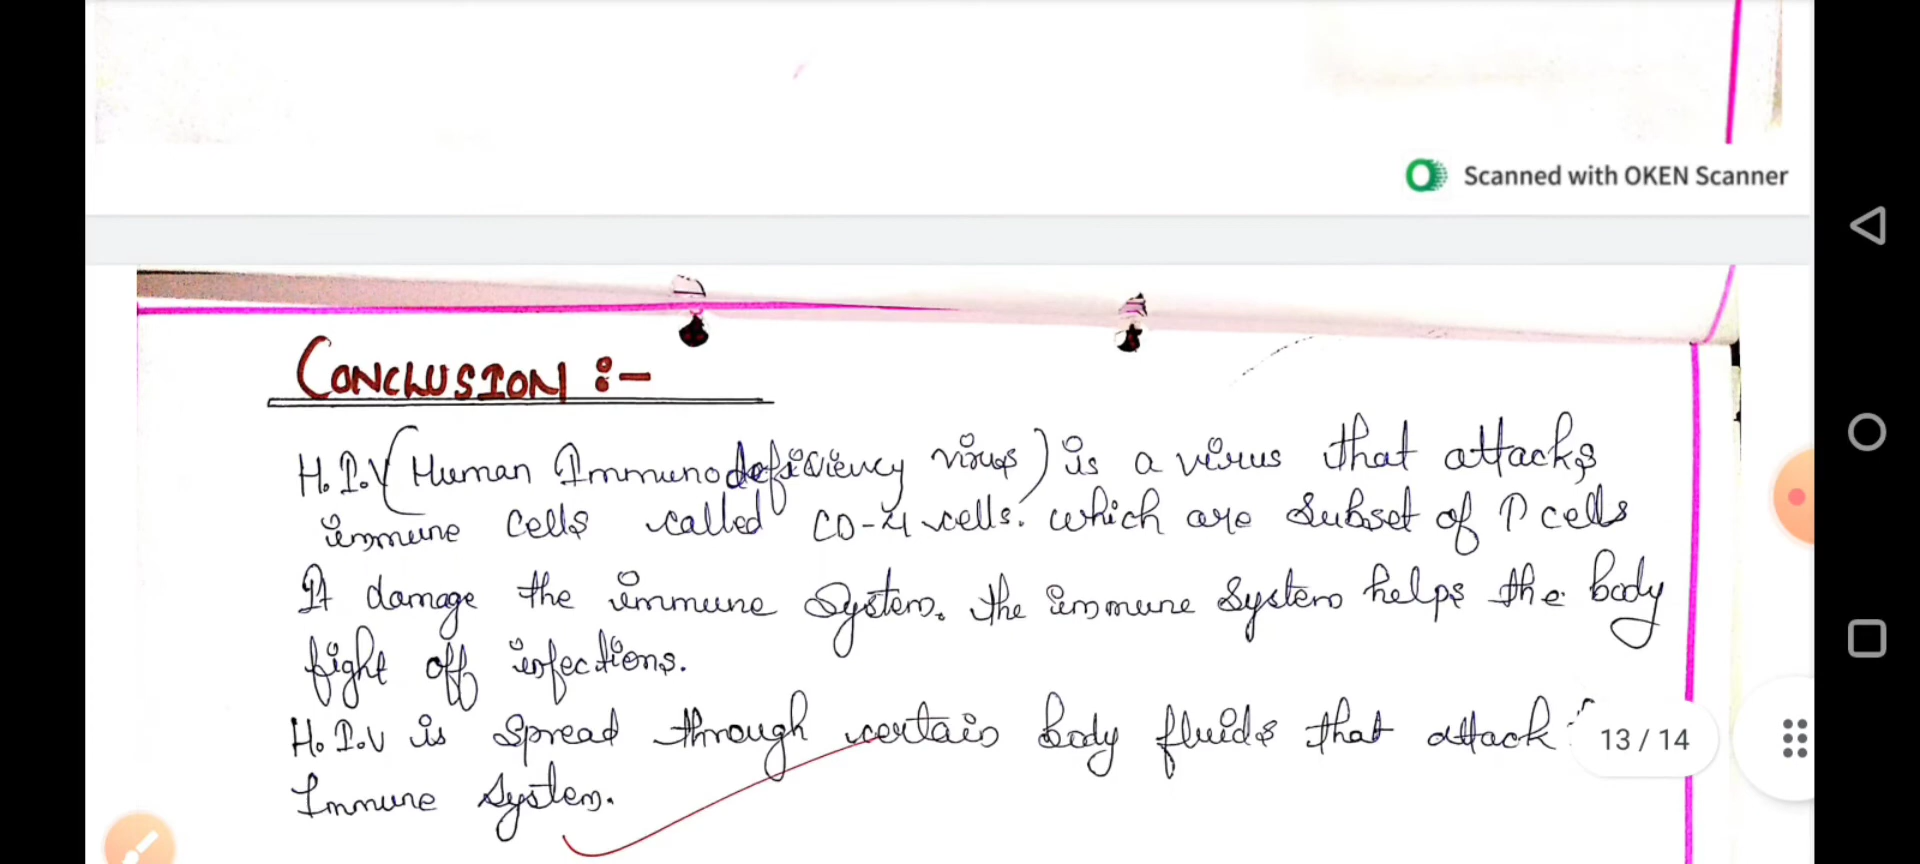 Scanned with OKEN Scanner
CONCLUSION :-
H.I.V (Human Immunodeficiency virus) is a virus that attacks
immune cells called CD-4 cells. which are subset of T cells
It damage the immune system. the immune system helps the body
fight off infections.
H.I.V is spread through certain body fluids that attack
Immune system.
13 / 14